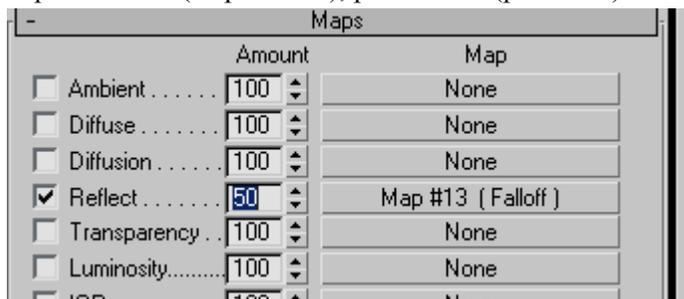 - Maps
Amount Map
Ambient . . . . . . 100 None
Diffuse . . . . . . . 100 None
Diffusion . . . . . . 100 None
Reflect . . . . . . . 50 Map #13 ( Falloff )
Transparency . . 100 None
Luminosity.......... 100 None